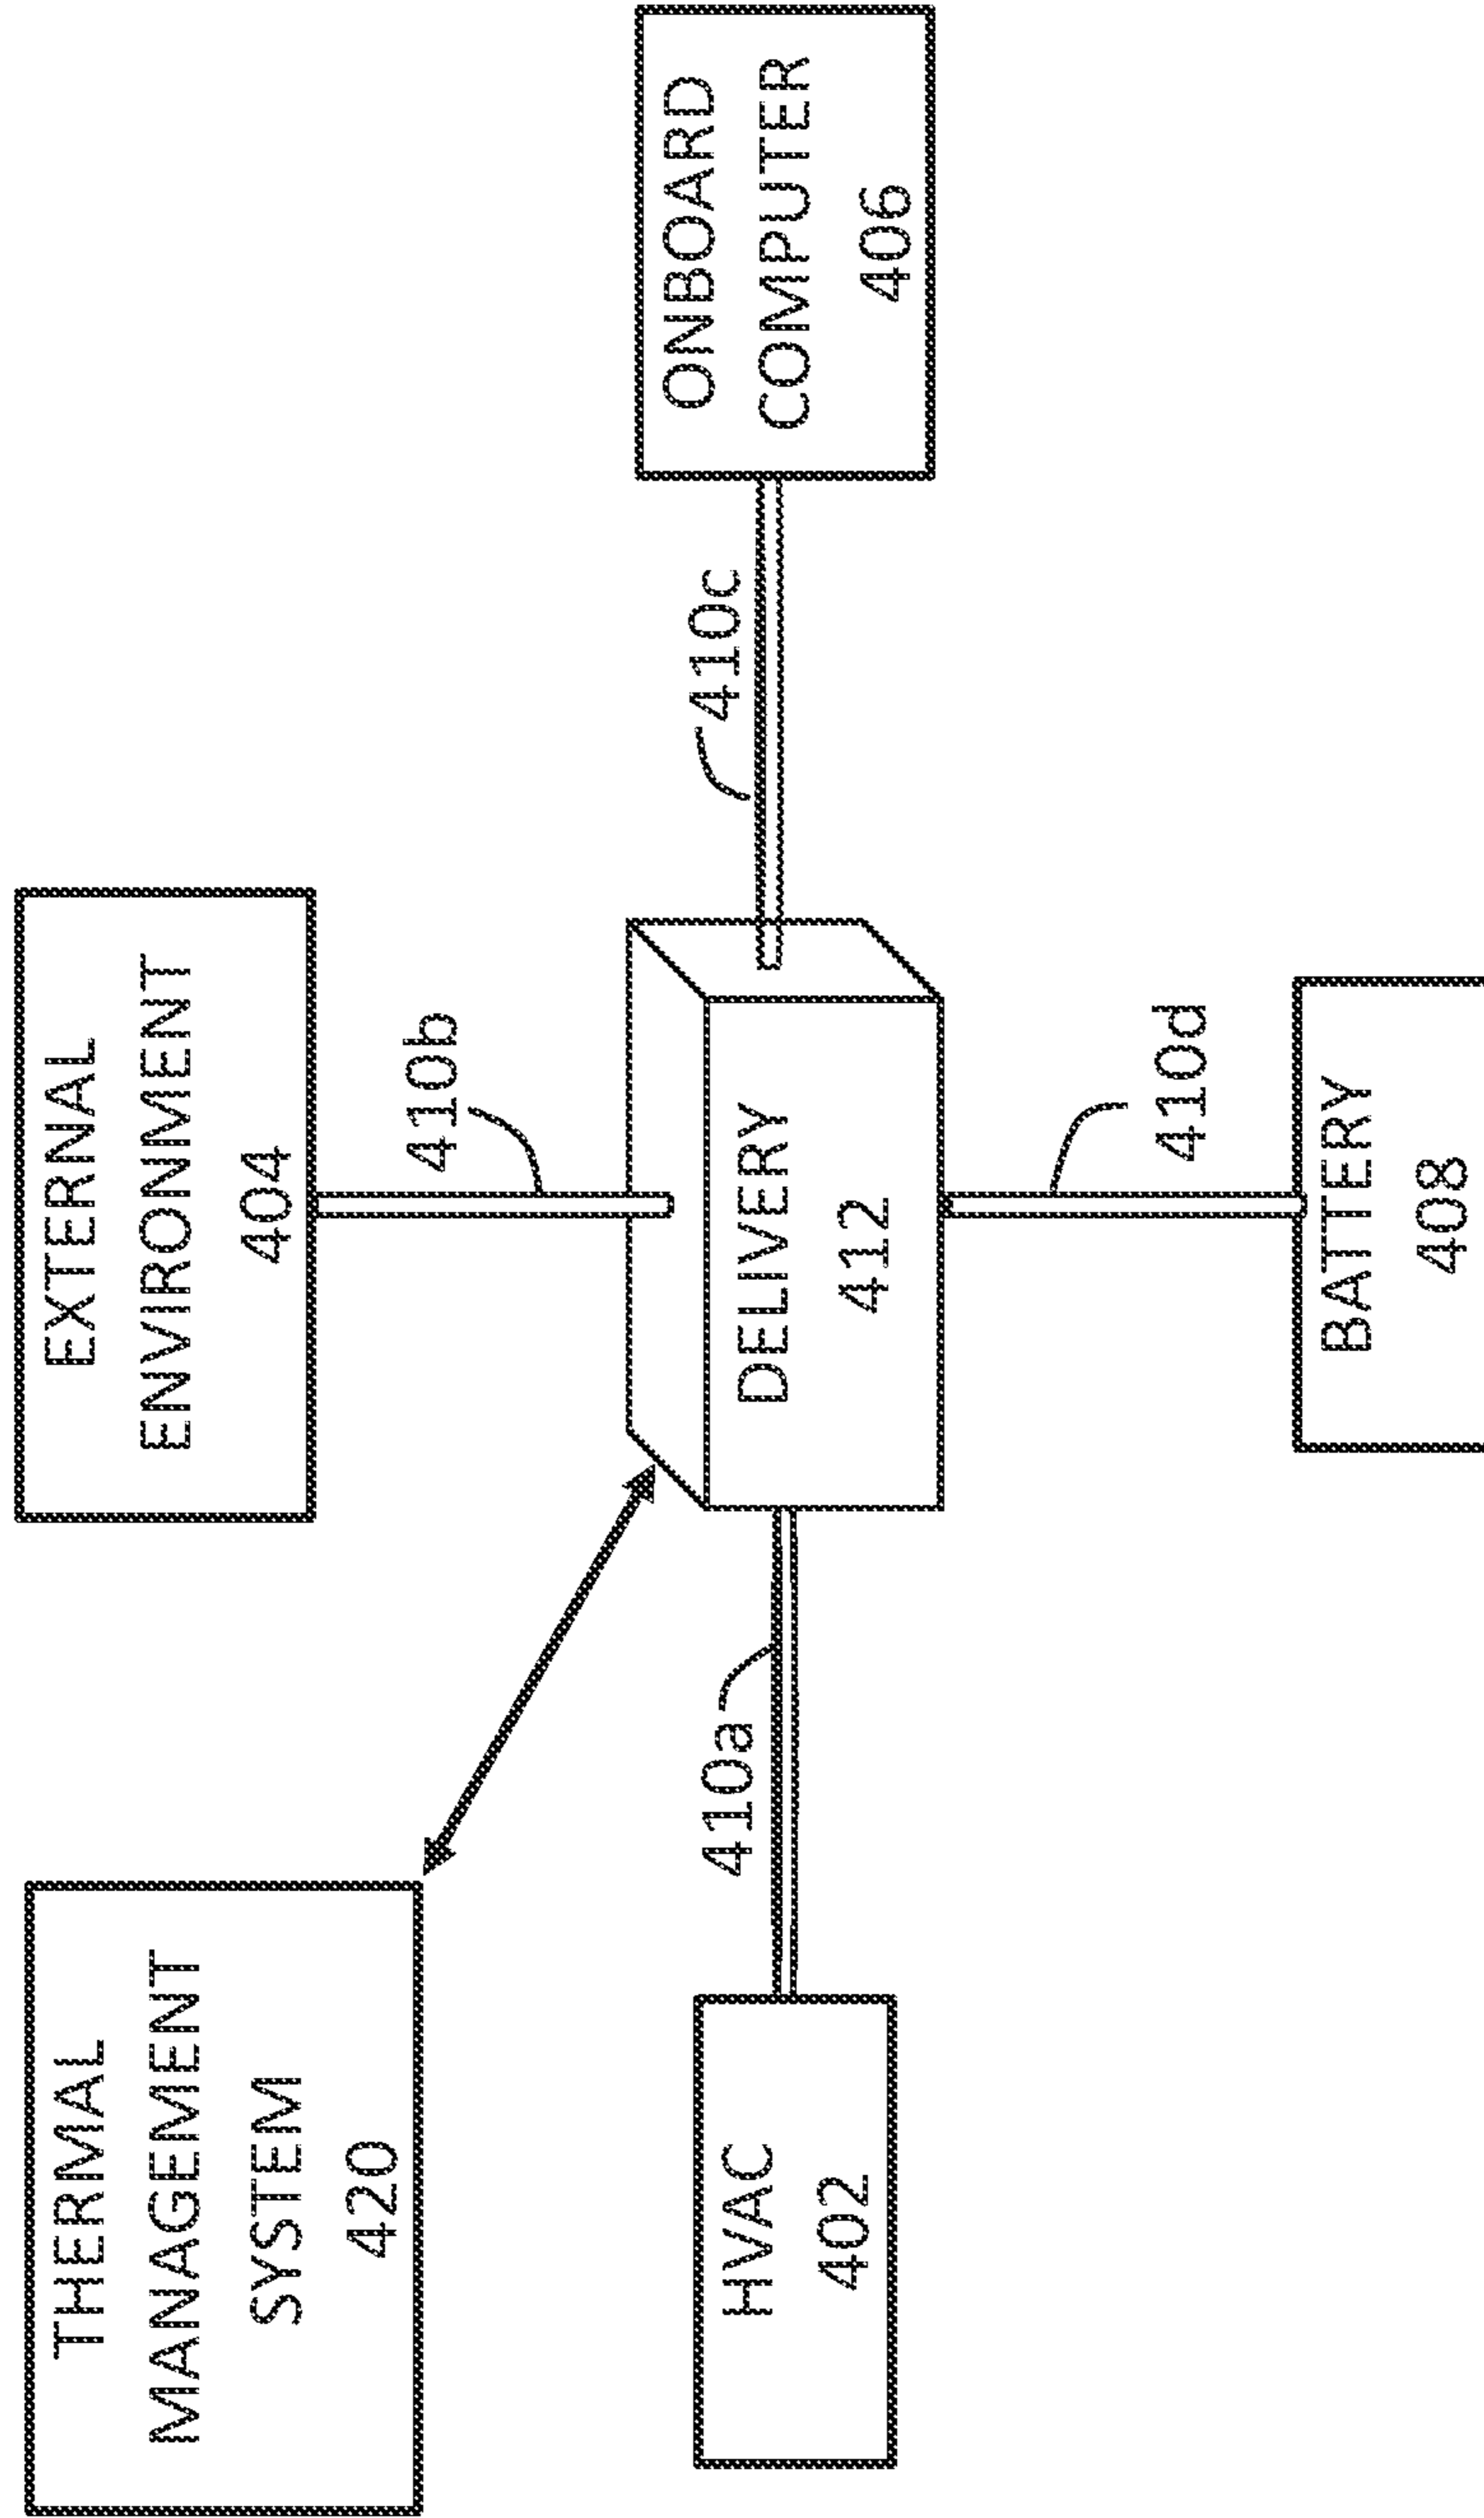 THERMAL
MANAGEMENT
SYSTEM
420
EXTERNAL
ENVIRONMENT
404
410b
HVAC
402
410a
DELIVERY
412
410c
ONBOARD
COMPUTER
406
410d
BATTERY
408